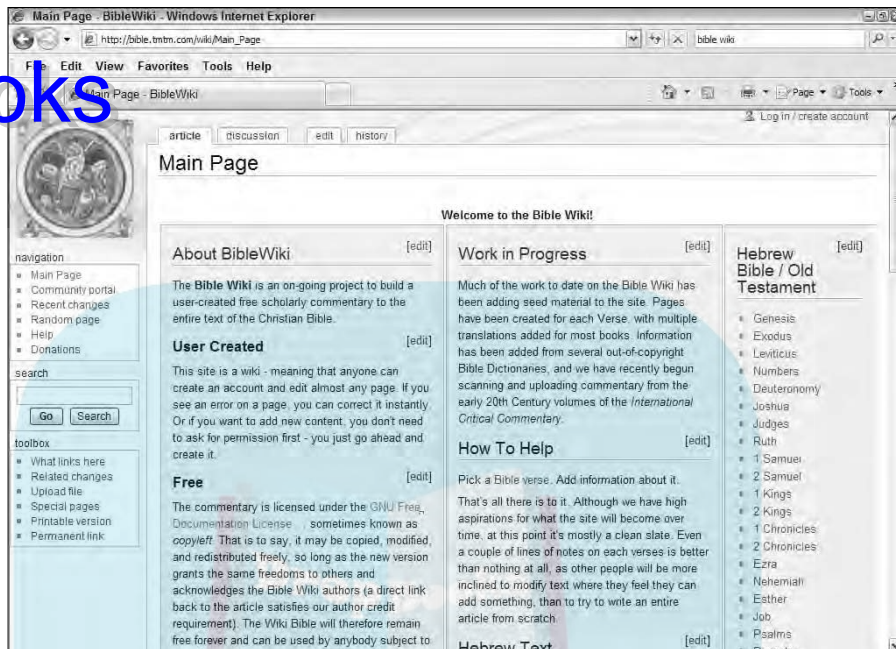 Main Page - BibleWiki - Windows Internet Explorer
http://bible.tmtm.com/wiki/Main_Page
bible wiki
File Edit View Favorites Tools Help
oks
Main Page - BibleWiki
Page
Tools
Log in / create account
article
discussion
edit
history
Main Page
Welcome to the Bible Wiki!
navigation
Main Page
Community portal
Recent changes
Random page
Help
Donations
search
Go
Search
toolbox
What links here
Related changes
Upload file
Special pages
Printable version
Permanent link
About BibleWiki
[edit]
The Bible Wiki is an on-going project to build a
user-created free scholarly commentary to the
entire text of the Christian Bible.
User Created
[edit]
This site is a wiki - meaning that anyone can
create an account and edit almost any page. If you
see an error on a page, you can correct it instantly.
Or if you want to add new content, you don't need
to ask for permission first - you just go ahead and
create it.
Free
[edit]
The commentary is licensed under the GNU Free
Documentation License sometimes known as
copyleft. That is to say, it may be copied, modified,
and redistributed freely, so long as the new version
grants the same freedoms to others and
acknowledges the Bible Wiki authors (a direct link
back to the article satisfies our author credit
requirement). The Wiki Bible will therefore remain
free forever and can be used by anybody subject to
Work in Progress
[edit]
Much of the work to date on the Bible Wiki has
been adding seed material to the site. Pages
have been created for each Verse, with multiple
translations added for most books. Information
has been added from several out-of-copyright
Bible Dictionaries, and we have recently begun
scanning and uploading commentary from the
early 20th Century volumes of the International
Critical Commentary.
How To Help
[edit]
Pick a Bible verse. Add information about it.
That's all there is to it. Although we have high
aspirations for what the site will become over
time, at this point it's mostly a clean slate. Even
a couple of lines of notes on each verses is better
than nothing at all, as other people will be more
inclined to modify text where they feel they can
add something, than to try to write an entire
article from scratch.
Hebrew Text
[edit]
Hebrew
Bible / Old
Testament
[edit]
Genesis
Exodus
Leviticus
Numbers
Deuteronomy
Joshua
Judges
Ruth
1 Samuel
2 Samuel
1 Kings
2 Kings
1 Chronicles
2 Chronicles
Ezra
Nehemiah
Esther
Job
Psalms